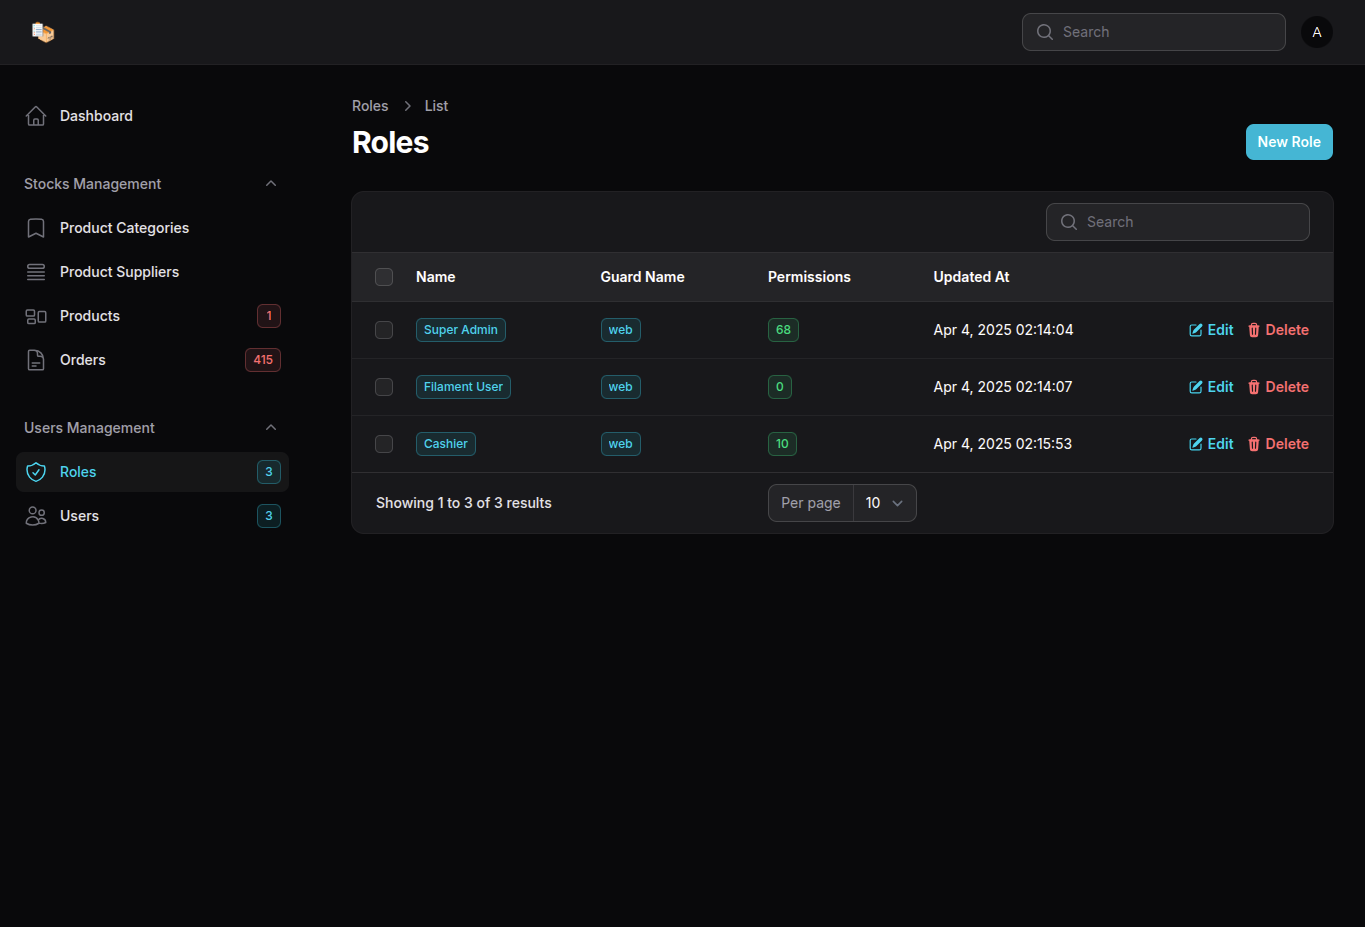 Search
A
Dashboard
Stocks Management
Product Categories
Product Suppliers
Products 1
Orders 415
Users Management
Roles 3
Users 3
Roles > List
Roles
New Role
Search
Name Guard Name Permissions Updated At
Super Admin web 68 Apr 4, 2025 02:14:04 Edit Delete
Filament User web 0 Apr 4, 2025 02:14:07 Edit Delete
Cashier web 10 Apr 4, 2025 02:15:53 Edit Delete
Showing 1 to 3 of 3 results Per page 10